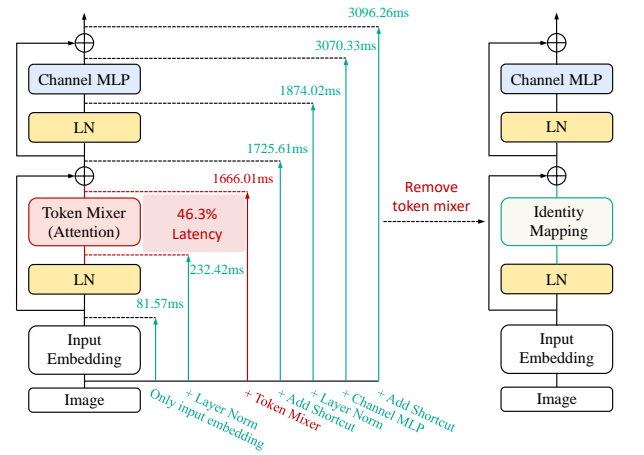 3096.26ms
3070.33ms
1874.02ms
1725.61ms
1666.01ms
232.42ms
81.57ms
Channel MLP
LN
Token Mixer
(Attention)
46.3%
Latency
LN
Input
Embedding
Image
Only input embedding
+ Layer Norm
+ Token Mixer
+ Add Shortcut
+ Layer Norm
+ Channel MLP
+ Add Shortcut
Remove
token mixer
Channel MLP
LN
Identity
Mapping
LN
Input
Embedding
Image